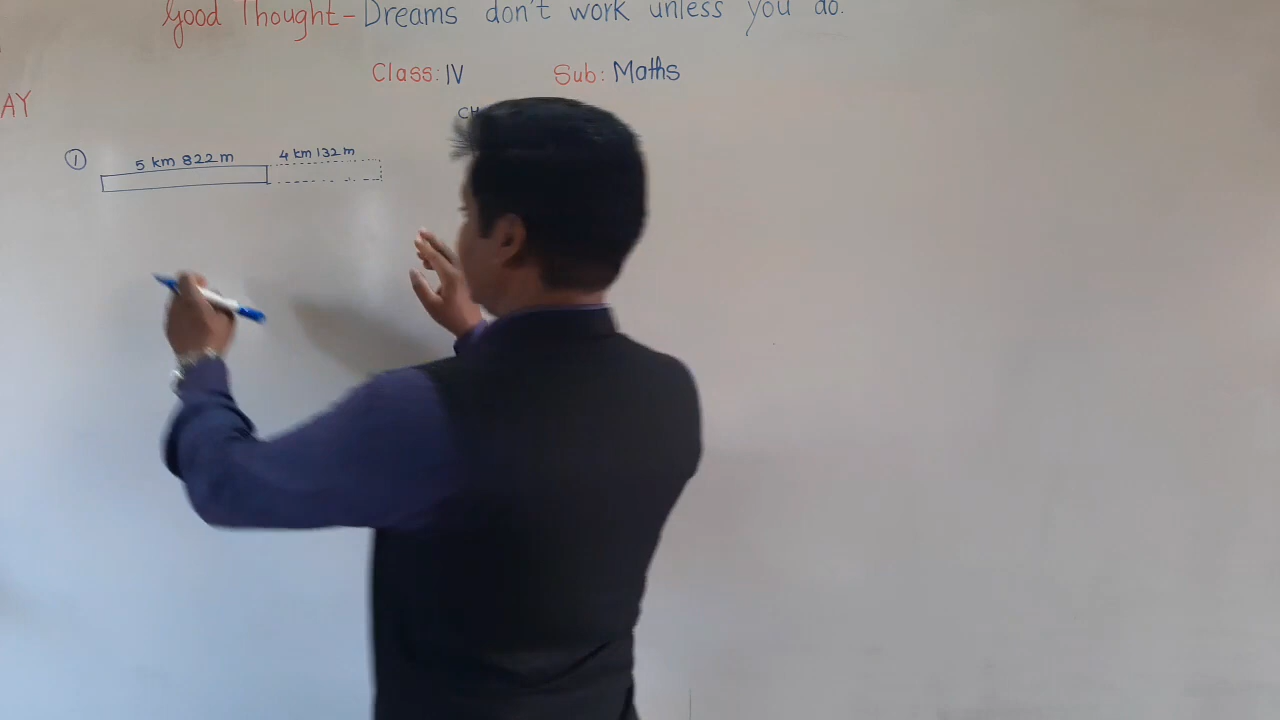 Good Thought - Dreams don't work unless you do.
Class: IV Sub: Maths
AY
CH
① 5 km 822 m 4 km 132 m